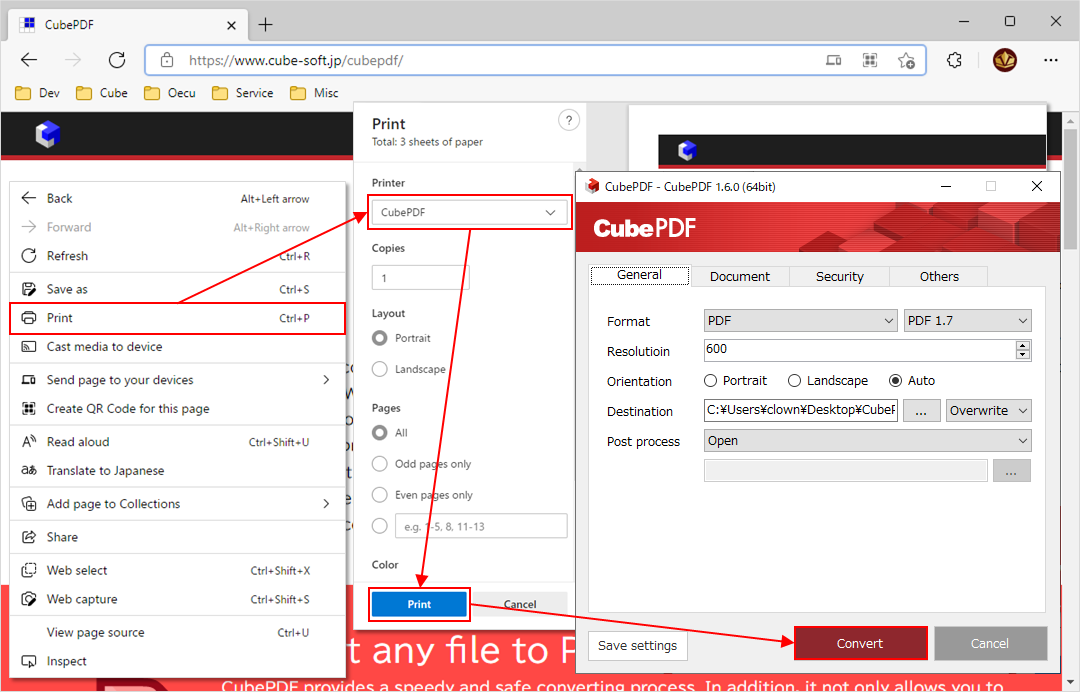 CubePDF
https://www.cube-soft.jp/cubepdf/
Dev
Cube
Oecu
Service
Misc
Back Alt+Left arrow
Forward Alt+Right arrow
Refresh Ctrl+R
Save as Ctrl+S
Print Ctrl+P
Cast media to device
Send page to your devices
Create QR Code for this page
Read aloud Ctrl+Shift+U
Translate to Japanese
Add page to Collections
Share
Web select Ctrl+Shift+X
Web capture Ctrl+Shift+S
View page source Ctrl+U
Inspect
Print
?
Total: 3 sheets of paper
Printer
CubePDF
Copies
1
Layout
Portrait
Landscape
Pages
All
Odd pages only
Even pages only
e.g. 1-5, 8, 11-13
Color
Print
Cancel
CubePDF - CubePDF 1.6.0 (64bit)
CubePDF
General
Document
Security
Others
Format
PDF
PDF 1.7
Resolutioin
600
Orientation
Portrait
Landscape
Auto
Destination
C:¥Users¥clown¥Desktop¥CubeF
...
Overwrite
Post process
Open
...
Save settings
Convert
Cancel
t any file to P
CubePDF provides a speedy and safe converting process. In addition, it not only allows you to